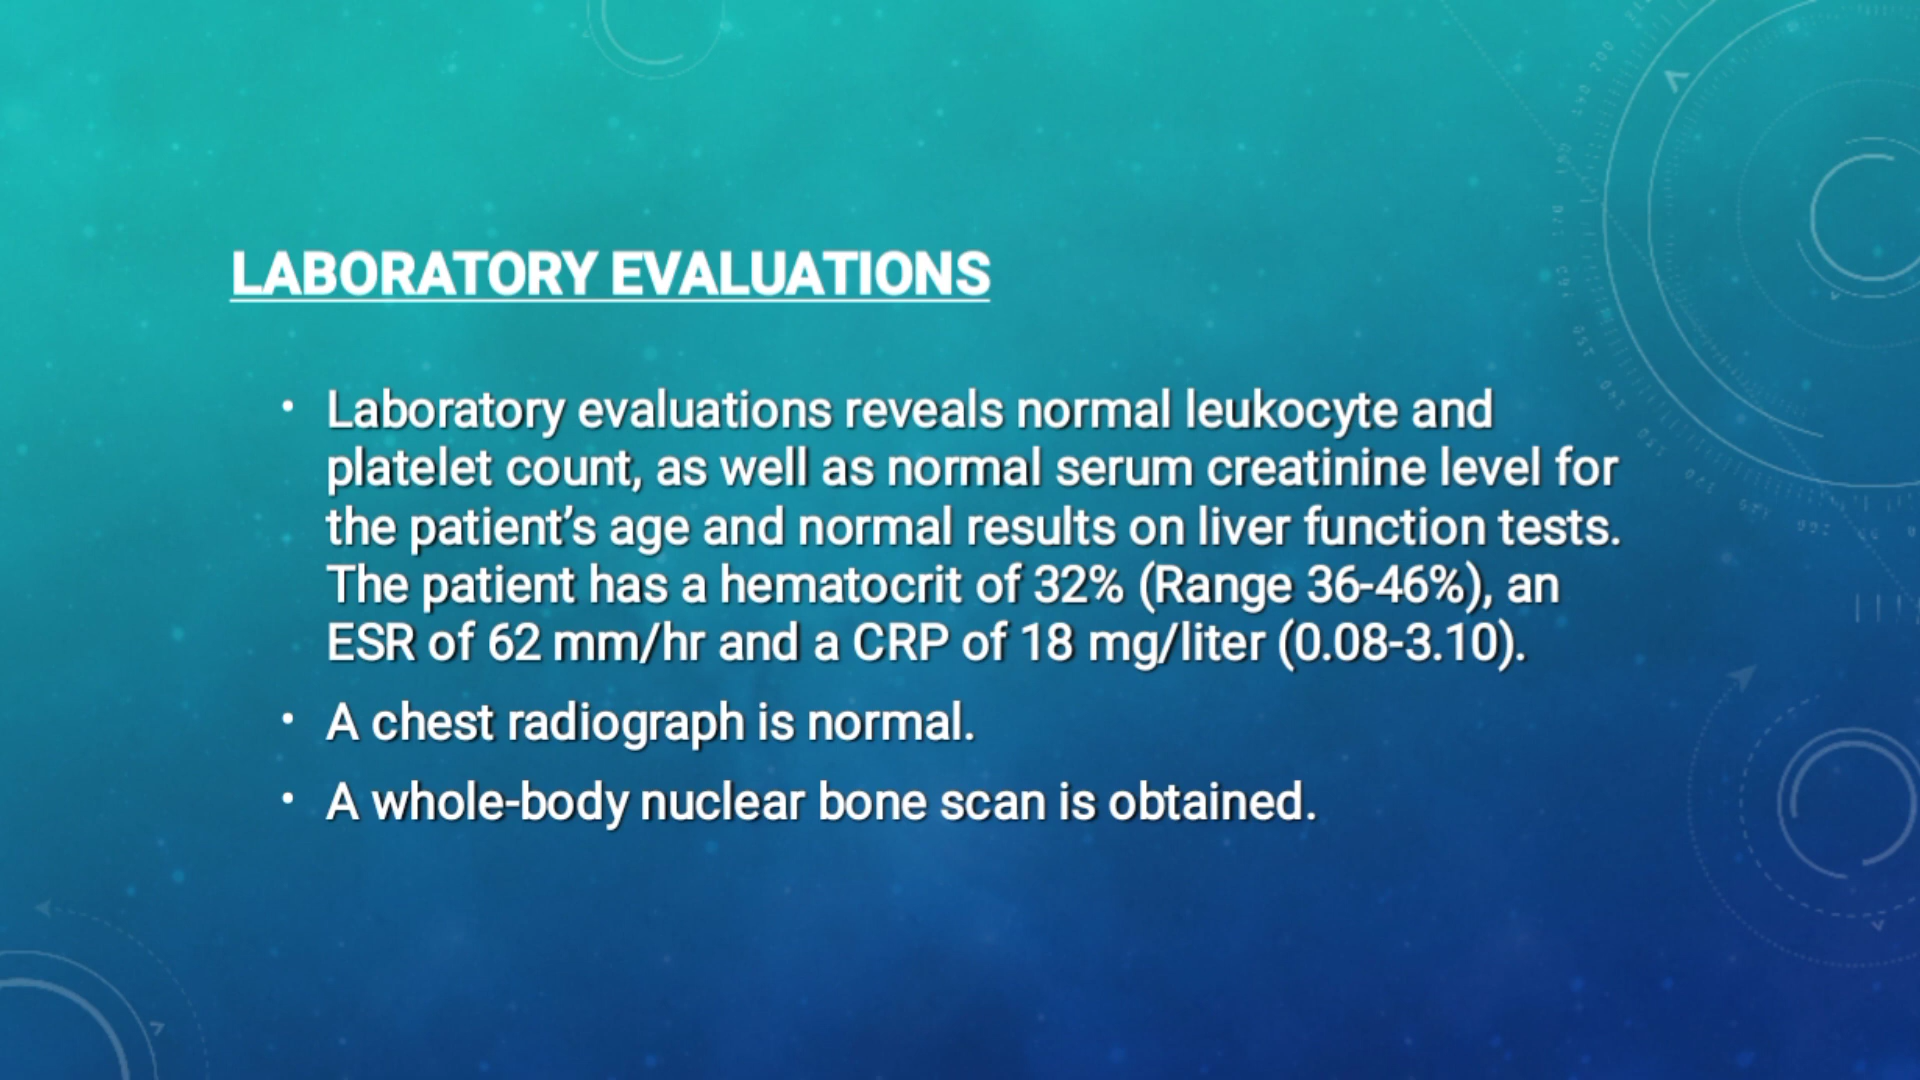 LABORATORY EVALUATIONS
• Laboratory evaluations reveals normal leukocyte and
platelet count, as well as normal serum creatinine level for
the patient’s age and normal results on liver function tests.
The patient has a hematocrit of 32% (Range 36-46%), an
ESR of 62 mm/hr and a CRP of 18 mg/liter (0.08-3.10).
• A chest radiograph is normal.
• A whole-body nuclear bone scan is obtained.